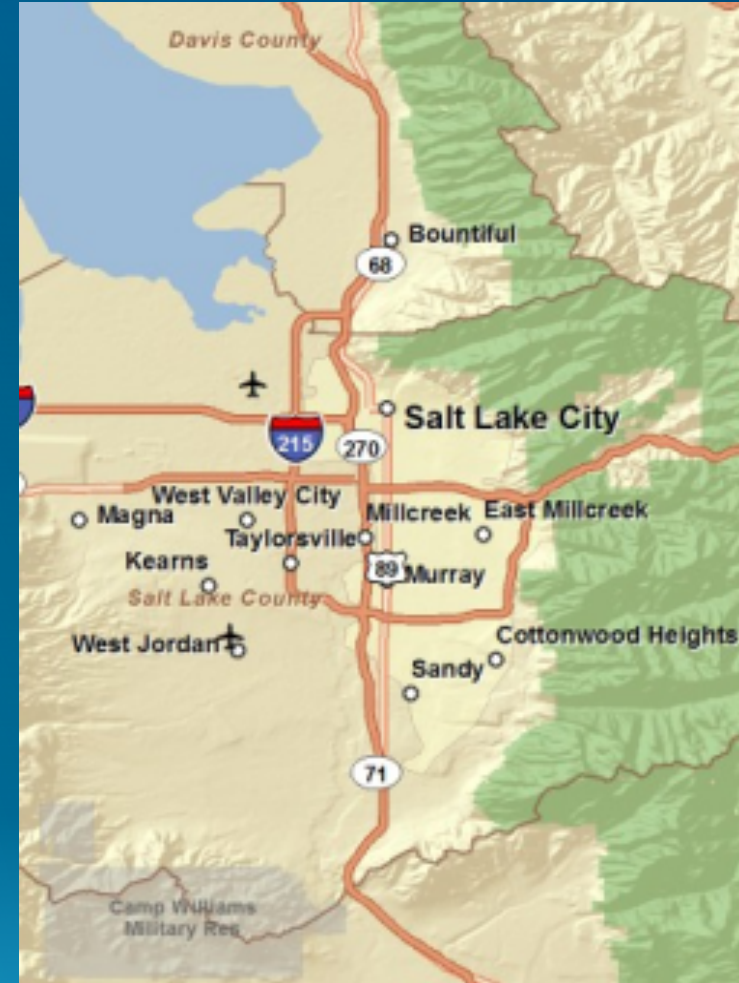 Davis County
Bountiful
68
Salt Lake City
215
270
West Valley City
Magna
Millcreek
East Millcreek
Taylorsville
Kearns
89
Murray
Salt Lake County
West Jordan
Cottonwood Heights
Sandy
71
Camp Williams
Military Res